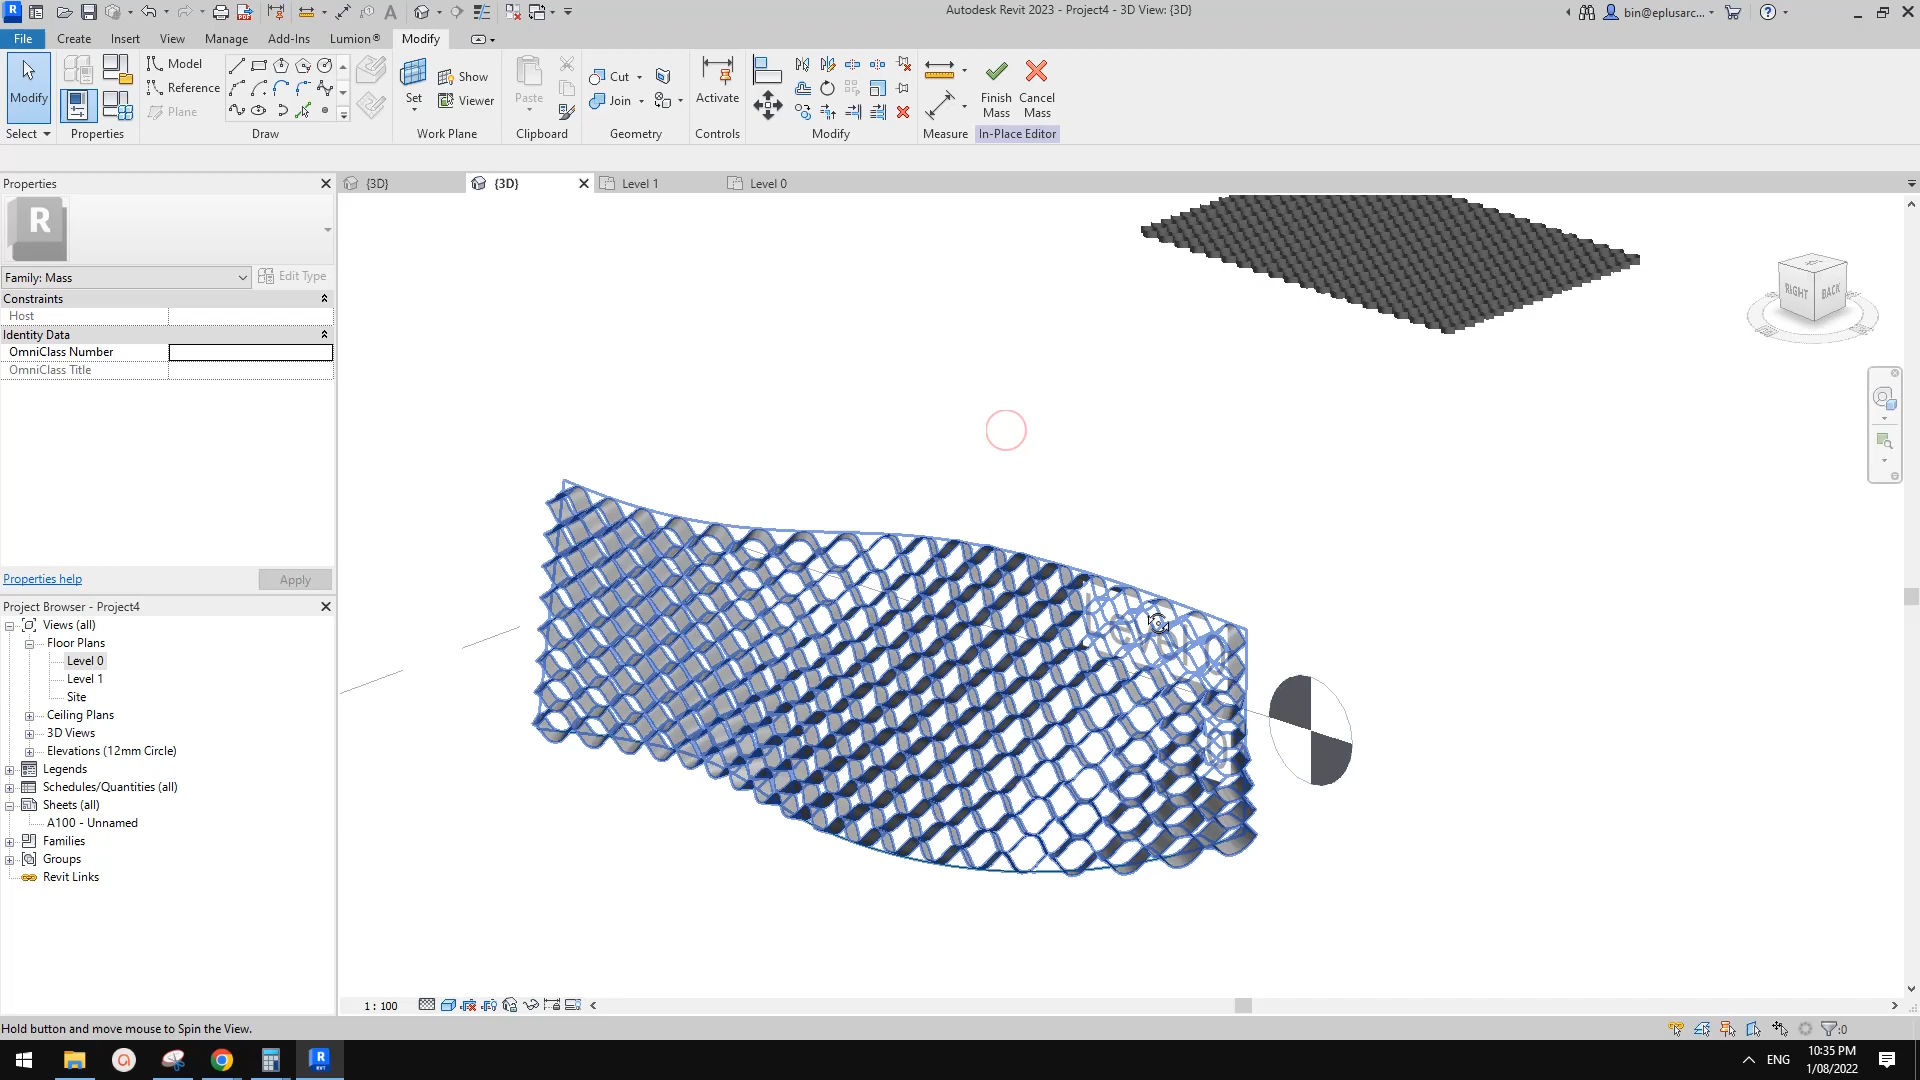 Autodesk Revit 2023 - Project4 - 3D View: {3D}
bin@eplusarc...
File
Create
Insert
View
Manage
Add-Ins
Lumion®
Modify
Modify
Select
Properties
Model
Reference
Plane
Draw
Set
Show
Viewer
Work Plane
Paste
Clipboard
Cut
Join
Geometry
Activate
Controls
Modify
Measure
Finish
Mass
Cancel
Mass
In-Place Editor
Properties
{3D}
{3D}
Level 1
Level 0
R
Family: Mass
Edit Type
Constraints
Host
Identity Data
OmniClass Number
OmniClass Title
Properties help
Apply
Project Browser - Project4
Views (all)
Floor Plans
Level 0
Level 1
Site
Ceiling Plans
3D Views
Elevations (12mm Circle)
Legends
Schedules/Quantities (all)
Sheets (all)
A100 - Unnamed
Families
Groups
Revit Links
RIGHT
BACK
Level 0
0
1 : 100
Hold button and move mouse to Spin the View.
:0
ENG
10:35 PM
1/08/2022